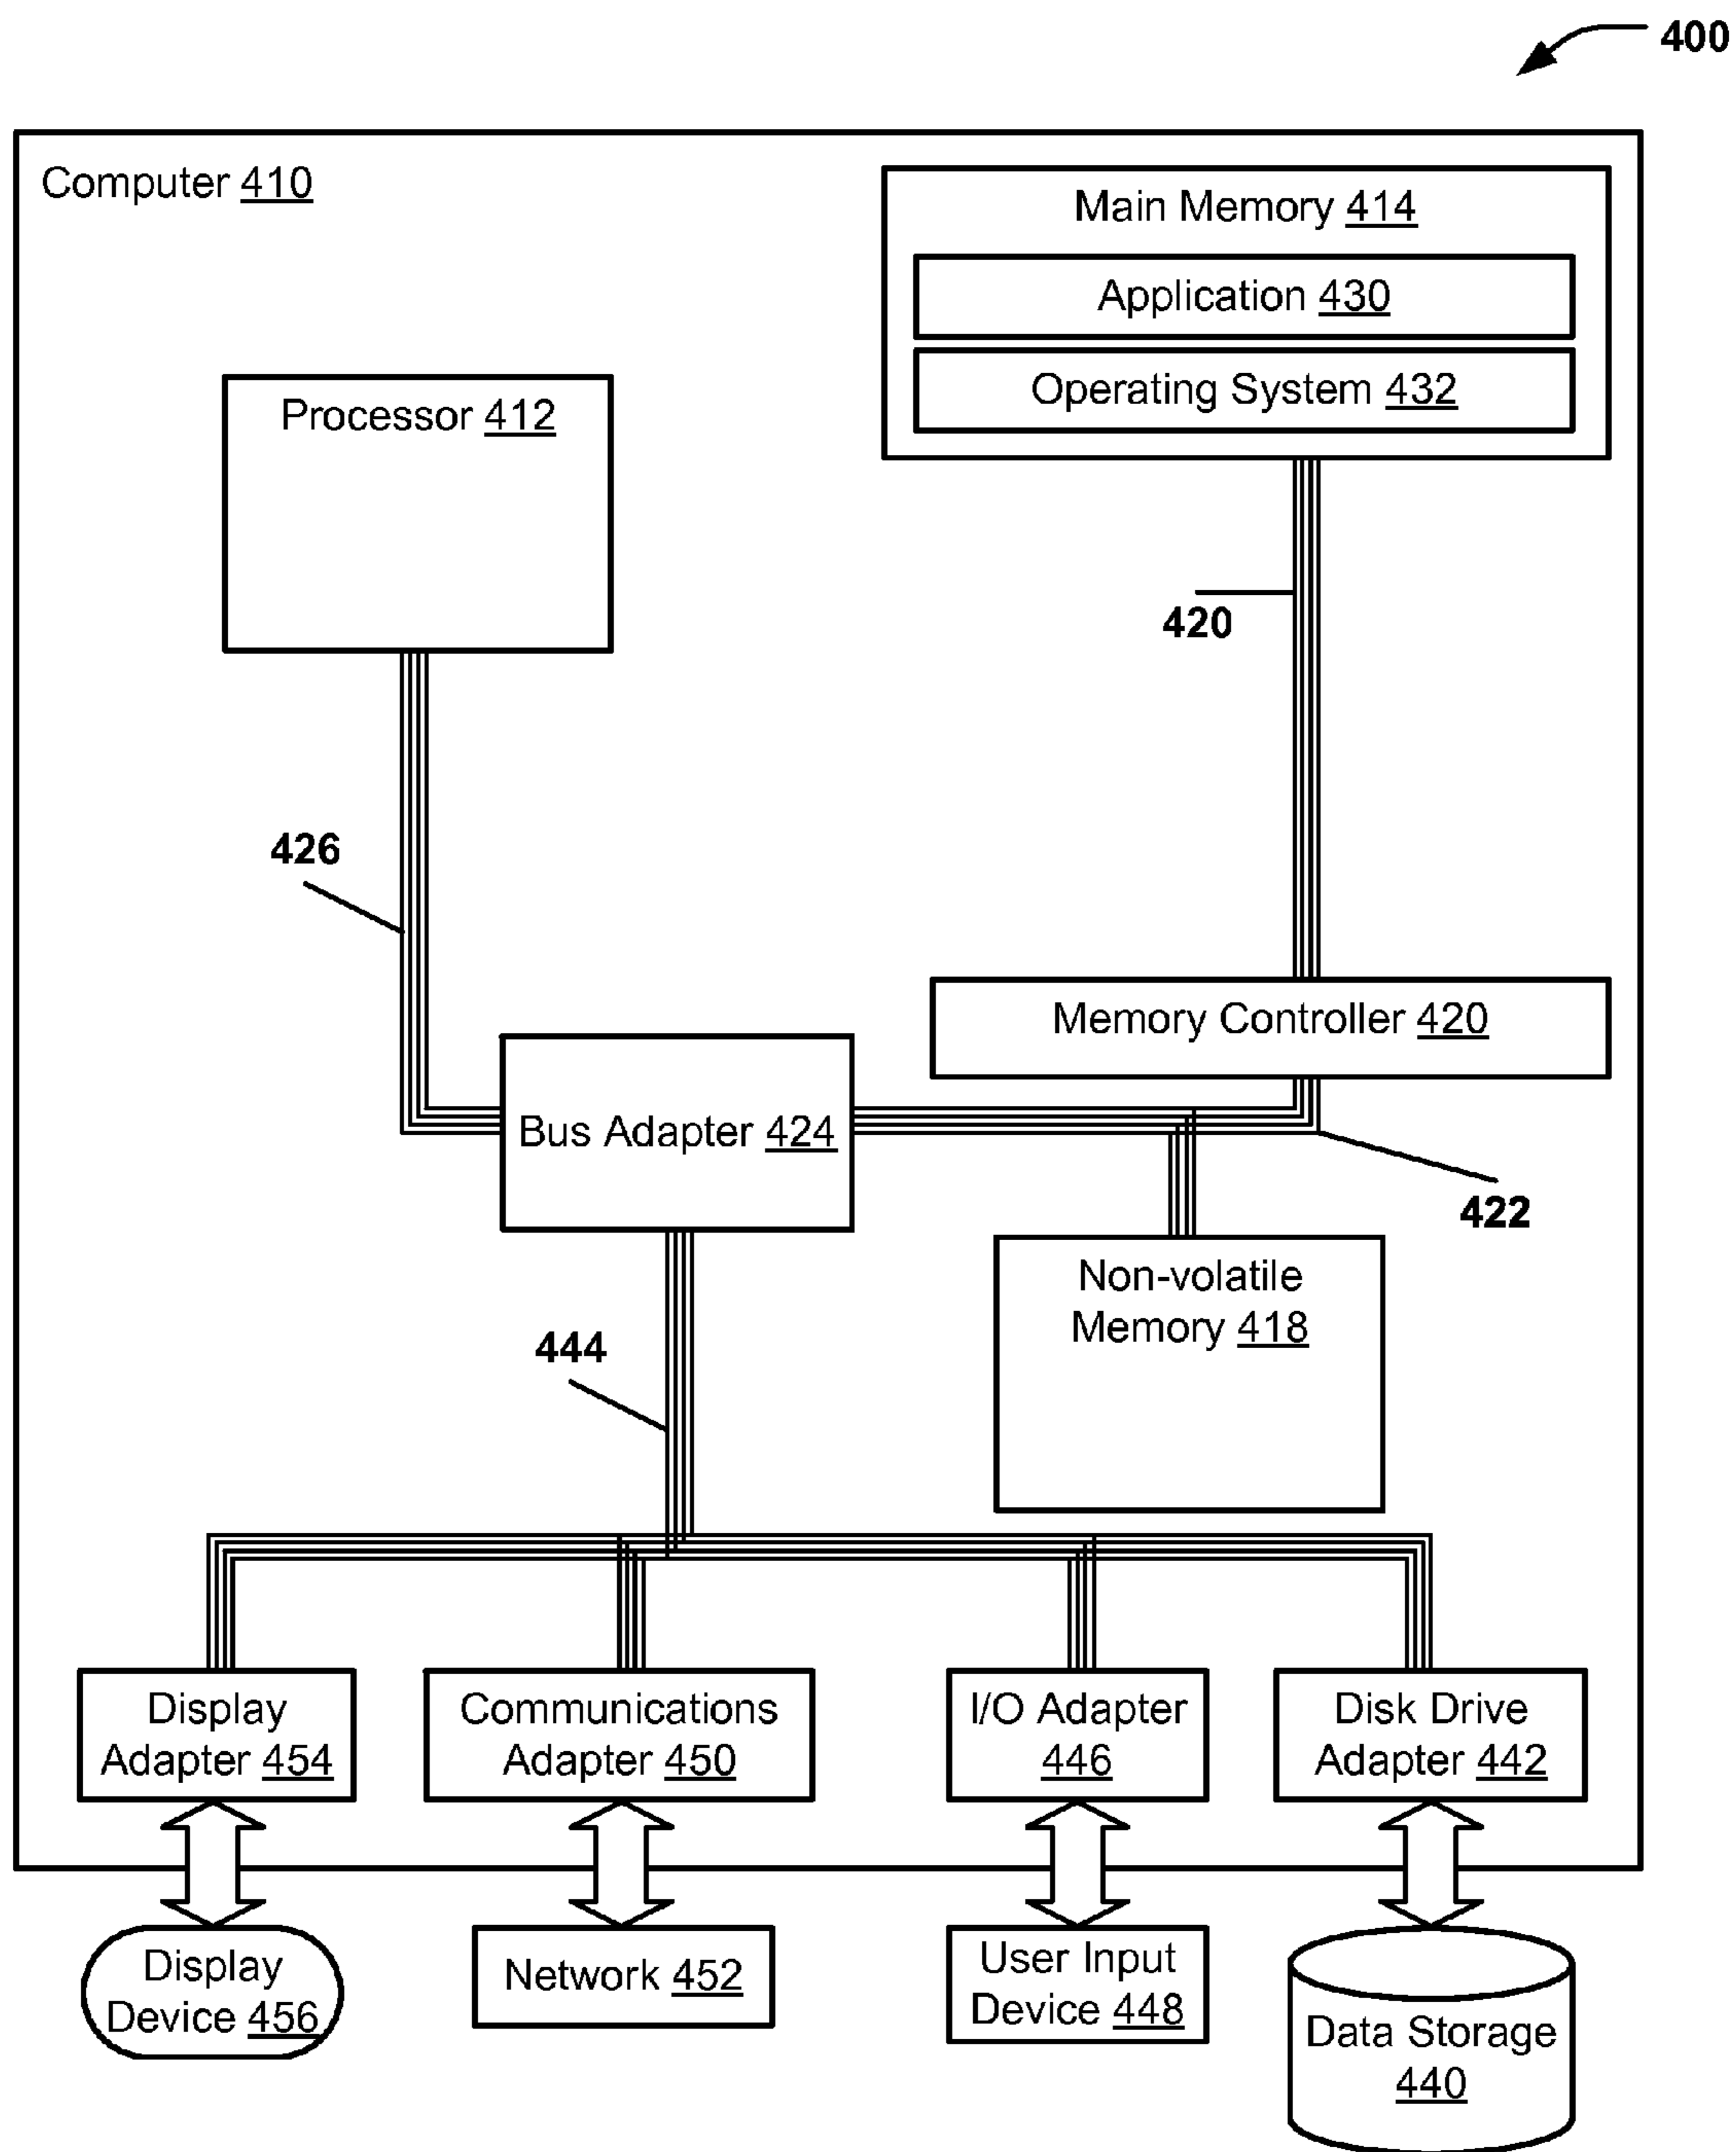 400
Computer 410
Main Memory 414
Application 430
Operating System 432
Processor 412
420
426
Memory Controller 420
Bus Adapter 424
422
Non-volatile
Memory 418
444
Display
Adapter 454
Communications
Adapter 450
I/O Adapter
446
Disk Drive
Adapter 442
Display
Device 456
Network 452
User Input
Device 448
Data Storage
440